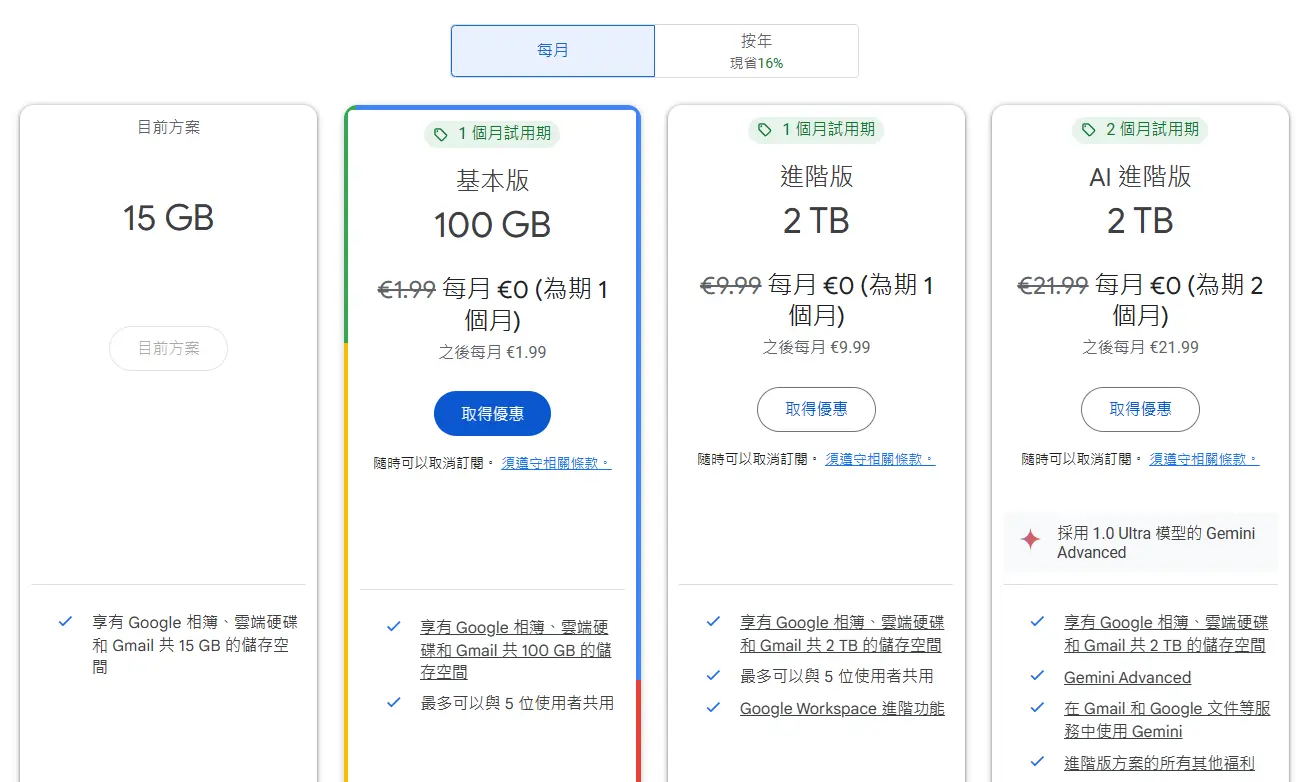 每月
按年
現省16%
目前方案
15 GB
目前方案
享有 Google 相簿、雲端硬碟
和 Gmail 共 15 GB 的儲存空
間
1 個月試用期
基本版
100 GB
€1.99 每月 €0 (為期 1
個月)
之後每月 €1.99
取得優惠
隨時可以取消訂閱。 須遵守相關條款。
享有 Google 相簿、雲端硬
碟和 Gmail 共 100 GB 的儲
存空間
最多可以與 5 位使用者共用
1 個月試用期
進階版
2 TB
€9.99 每月 €0 (為期 1
個月)
之後每月 €9.99
取得優惠
隨時可以取消訂閱。 須遵守相關條款。
享有 Google 相簿、雲端硬碟
和 Gmail 共 2 TB 的儲存空間
最多可以與 5 位使用者共用
Google Workspace 進階功能
2 個月試用期
AI 進階版
2 TB
€21.99 每月 €0 (為期 2
個月)
之後每月 €21.99
取得優惠
隨時可以取消訂閱。 須遵守相關條款。
採用 1.0 Ultra 模型的 Gemini
Advanced
享有 Google 相簿、雲端硬碟
和 Gmail 共 2 TB 的儲存空間
Gemini Advanced
在 Gmail 和 Google 文件等服
務中使用 Gemini
進階版方案的所有其他福利